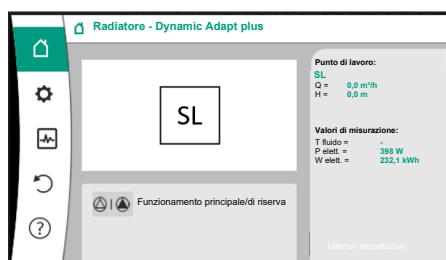 Radiatore - Dynamic Adapt plus
SL
Funzionamento principale/di riserva
Punto di lavoro:
SL
Q = 0,0 m³/h
H = 0,0 m
Valori di misurazione:
T fluido = -
P elett. = 398 W
W elett. = 232,1 kWh
Ulteriori impostazioni
?